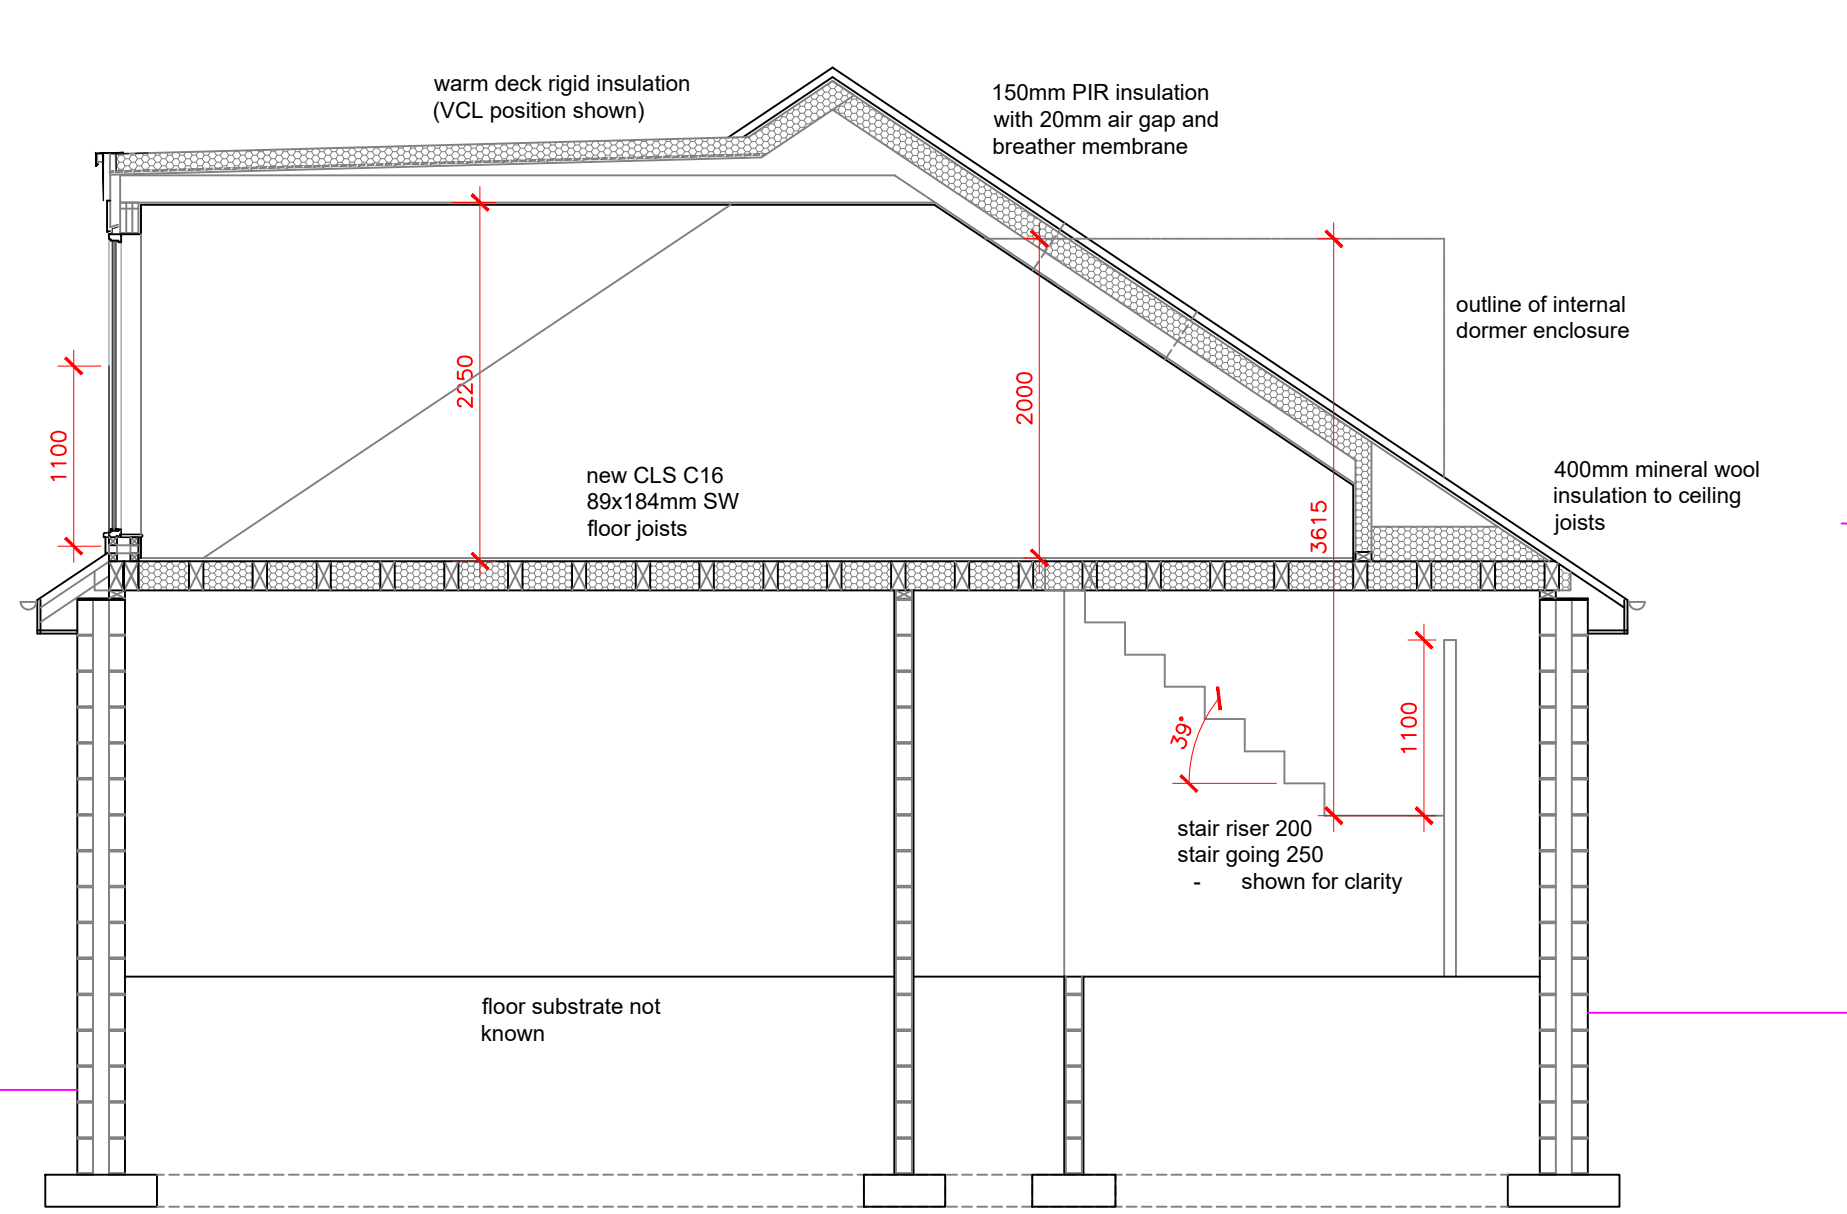 warm deck rigid insulation
(VCL position shown)
150mm PIR insulation
with 20mm air gap and
breather membrane
outline of internal
dormer enclosure
2250
2000
1100
new CLS C16
89x184mm SW
floor joists
3615
400mm mineral wool
insulation to ceiling
joists
39°
1100
stair riser 200
stair going 250
- shown for clarity
floor substrate not
known